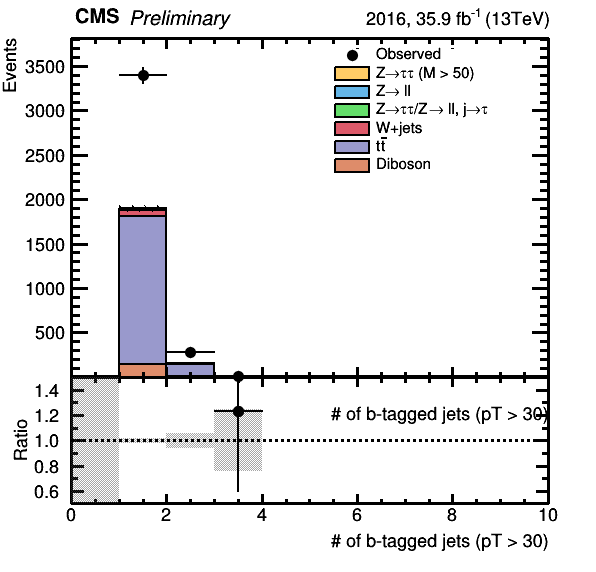 CMS Preliminary 2016, 35.9 fb⁻¹ (13TeV)
Events
3500
3000
2500
2000
1500
1000
500
Observed
Z→ττ (M > 50)
Z→ ll
Z→ττ/Z→ ll, j→τ
W+jets
tt̄
Diboson
Ratio
1.4
1.2
1.0
0.8
0.6
# of b-tagged jets (pT > 30)
0 2 4 6 8 10
# of b-tagged jets (pT > 30)